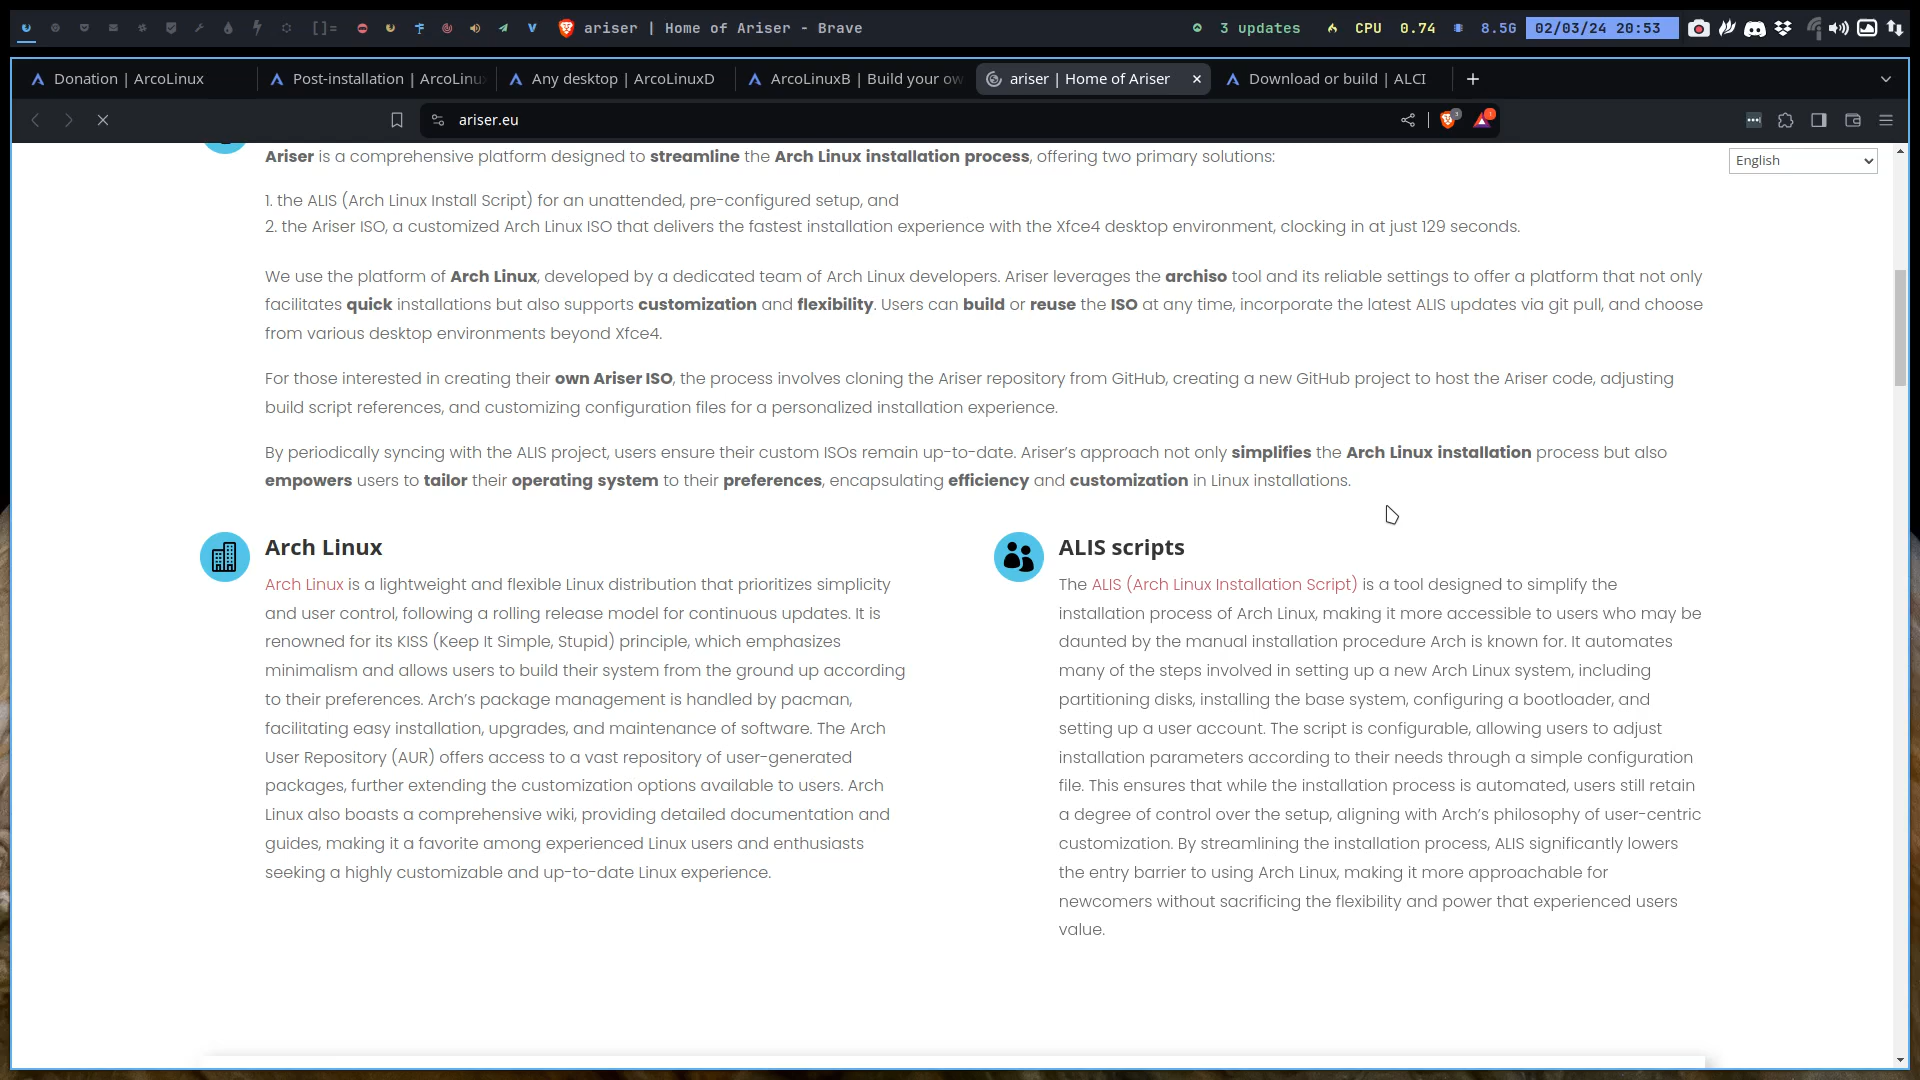 []=
ariser | Home of Ariser - Brave
3 updates
CPU 0.74
8.5G
02/03/24 20:53
Donation | ArcoLinux
Post-installation | ArcoLinux
Any desktop | ArcoLinuxD
ArcoLinuxB | Build your ow
ariser | Home of Ariser
Download or build | ALCI
ariser.eu
English
Ariser is a comprehensive platform designed to streamline the Arch Linux installation process, offering two primary solutions:
1. the ALIS (Arch Linux Install Script) for an unattended, pre-configured setup, and
2. the Ariser ISO, a customized Arch Linux ISO that delivers the fastest installation experience with the Xfce4 desktop environment, clocking in at just 129 seconds.
We use the platform of Arch Linux, developed by a dedicated team of Arch Linux developers. Ariser leverages the archiso tool and its reliable settings to offer a platform that not only
facilitates quick installations but also supports customization and flexibility. Users can build or reuse the ISO at any time, incorporate the latest ALIS updates via git pull, and choose
from various desktop environments beyond Xfce4.
For those interested in creating their own Ariser ISO, the process involves cloning the Ariser repository from GitHub, creating a new GitHub project to host the Ariser code, adjusting
build script references, and customizing configuration files for a personalized installation experience.
By periodically syncing with the ALIS project, users ensure their custom ISOs remain up-to-date. Ariser’s approach not only simplifies the Arch Linux installation process but also
empowers users to tailor their operating system to their preferences, encapsulating efficiency and customization in Linux installations.
Arch Linux
Arch Linux is a lightweight and flexible Linux distribution that prioritizes simplicity
and user control, following a rolling release model for continuous updates. It is
renowned for its KISS (Keep It Simple, Stupid) principle, which emphasizes
minimalism and allows users to build their system from the ground up according
to their preferences. Arch’s package management is handled by pacman,
facilitating easy installation, upgrades, and maintenance of software. The Arch
User Repository (AUR) offers access to a vast repository of user-generated
packages, further extending the customization options available to users. Arch
Linux also boasts a comprehensive wiki, providing detailed documentation and
guides, making it a favorite among experienced Linux users and enthusiasts
seeking a highly customizable and up-to-date Linux experience.
ALIS scripts
The ALIS (Arch Linux Installation Script) is a tool designed to simplify the
installation process of Arch Linux, making it more accessible to users who may be
daunted by the manual installation procedure Arch is known for. It automates
many of the steps involved in setting up a new Arch Linux system, including
partitioning disks, installing the base system, configuring a bootloader, and
setting up a user account. The script is configurable, allowing users to adjust
installation parameters according to their needs through a simple configuration
file. This ensures that while the installation process is automated, users still retain
a degree of control over the setup, aligning with Arch’s philosophy of user-centric
customization. By streamlining the installation process, ALIS significantly lowers
the entry barrier to using Arch Linux, making it more approachable for
newcomers without sacrificing the flexibility and power that experienced users
value.